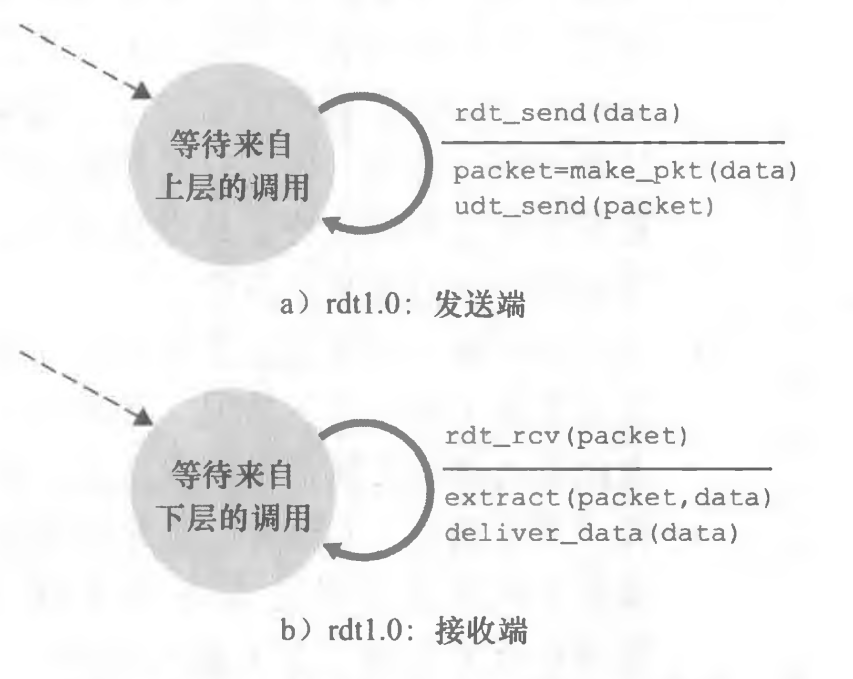 等待来自
上层的调用
rdt_send(data)
packet=make_pkt(data)
udt_send(packet)
a）rdt1.0：发送端
等待来自
下层的调用
rdt_rcv(packet)
extract(packet,data)
deliver_data(data)
b）rdt1.0：接收端